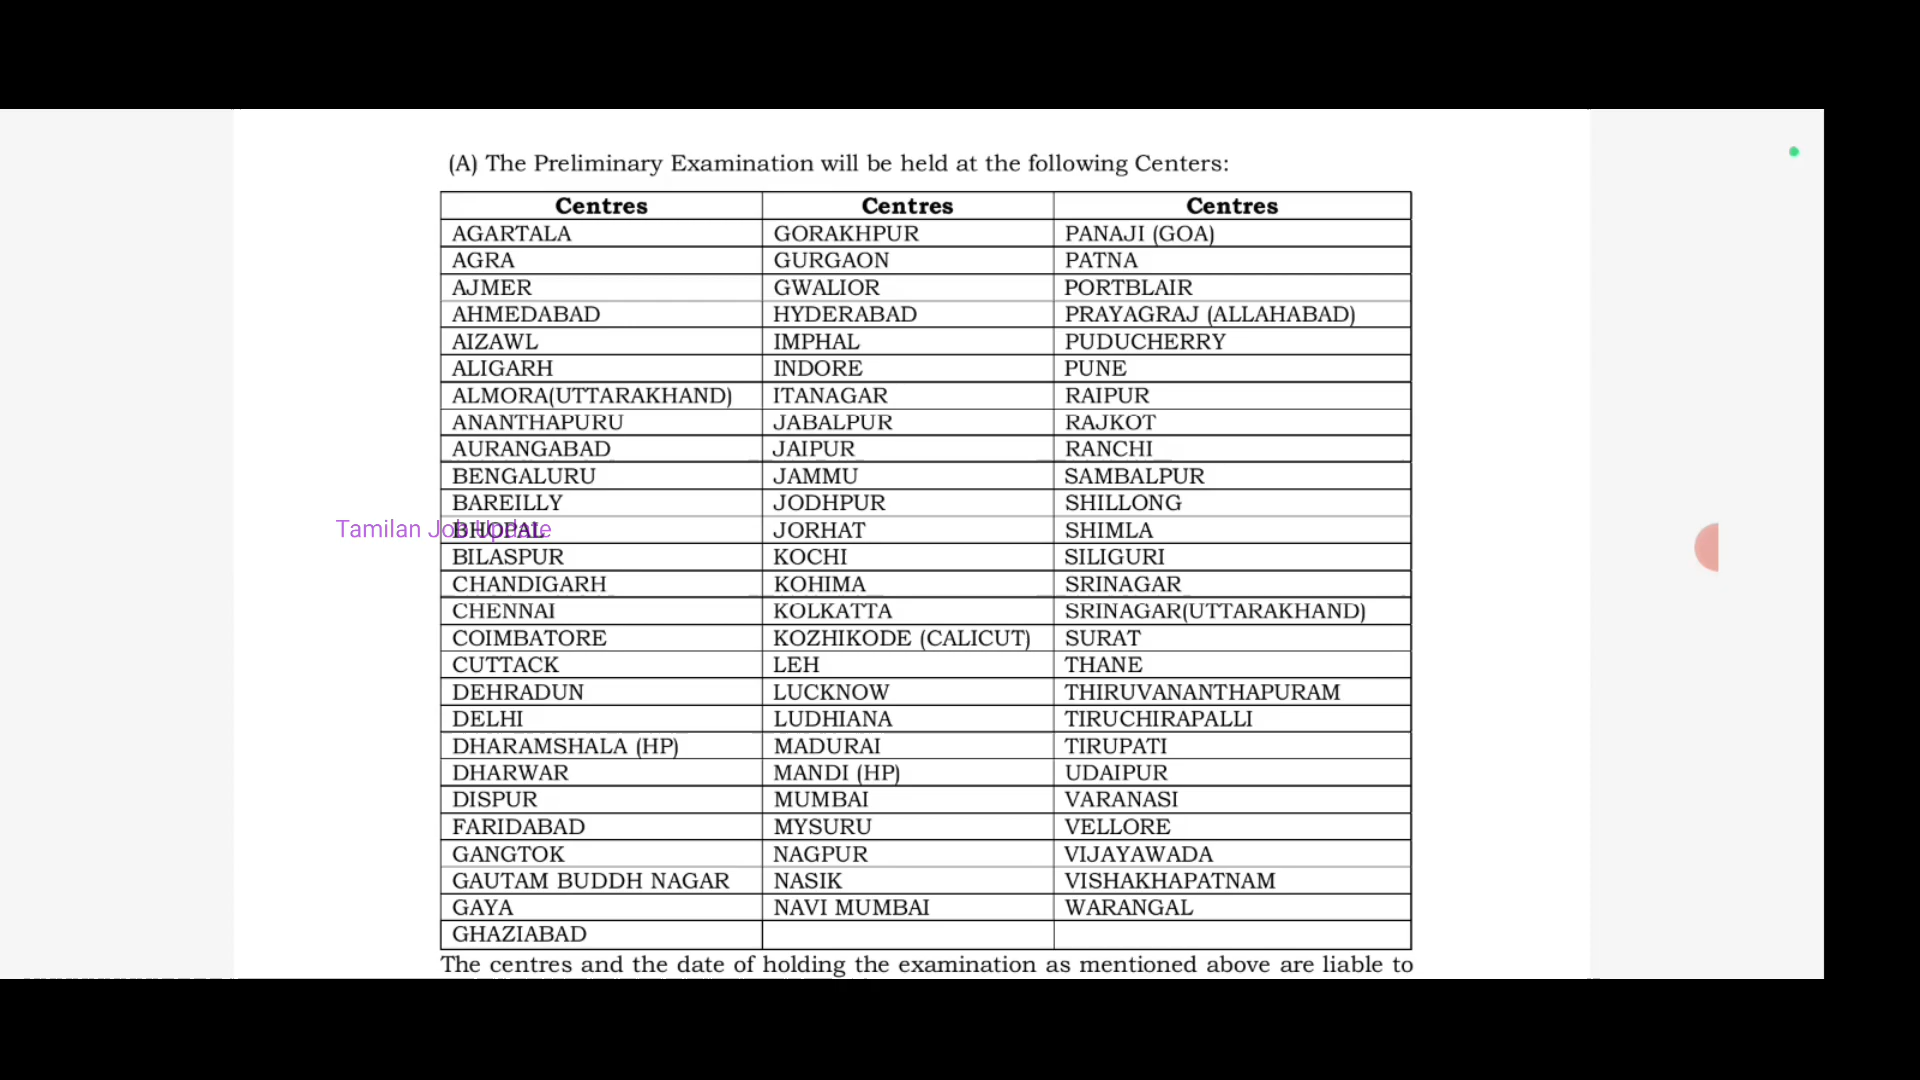 (A) The Preliminary Examination will be held at the following Centers:
Centres Centres Centres
AGARTALA GORAKHPUR PANAJI (GOA)
AGRA GURGAON PATNA
AJMER GWALIOR PORTBLAIR
AHMEDABAD HYDERABAD PRAYAGRAJ (ALLAHABAD)
AIZAWL IMPHAL PUDUCHERRY
ALIGARH INDORE PUNE
ALMORA(UTTARAKHAND) ITANAGAR RAIPUR
ANANTHAPURU JABALPUR RAJKOT
AURANGABAD JAIPUR RANCHI
BENGALURU JAMMU SAMBALPUR
BAREILLY JODHPUR SHILLONG
Tamilan Job Update
BHOPAL JORHAT SHIMLA
BILASPUR KOCHI SILIGURI
CHANDIGARH KOHIMA SRINAGAR
CHENNAI KOLKATTA SRINAGAR(UTTARAKHAND)
COIMBATORE KOZHIKODE (CALICUT) SURAT
CUTTACK LEH THANE
DEHRADUN LUCKNOW THIRUVANANTHAPURAM
DELHI LUDHIANA TIRUCHIRAPALLI
DHARAMSHALA (HP) MADURAI TIRUPATI
DHARWAR MANDI (HP) UDAIPUR
DISPUR MUMBAI VARANASI
FARIDABAD MYSURU VELLORE
GANGTOK NAGPUR VIJAYAWADA
GAUTAM BUDDH NAGAR NASIK VISHAKHAPATNAM
GAYA NAVI MUMBAI WARANGAL
GHAZIABAD
The centres and the date of holding the examination as mentioned above are liable to